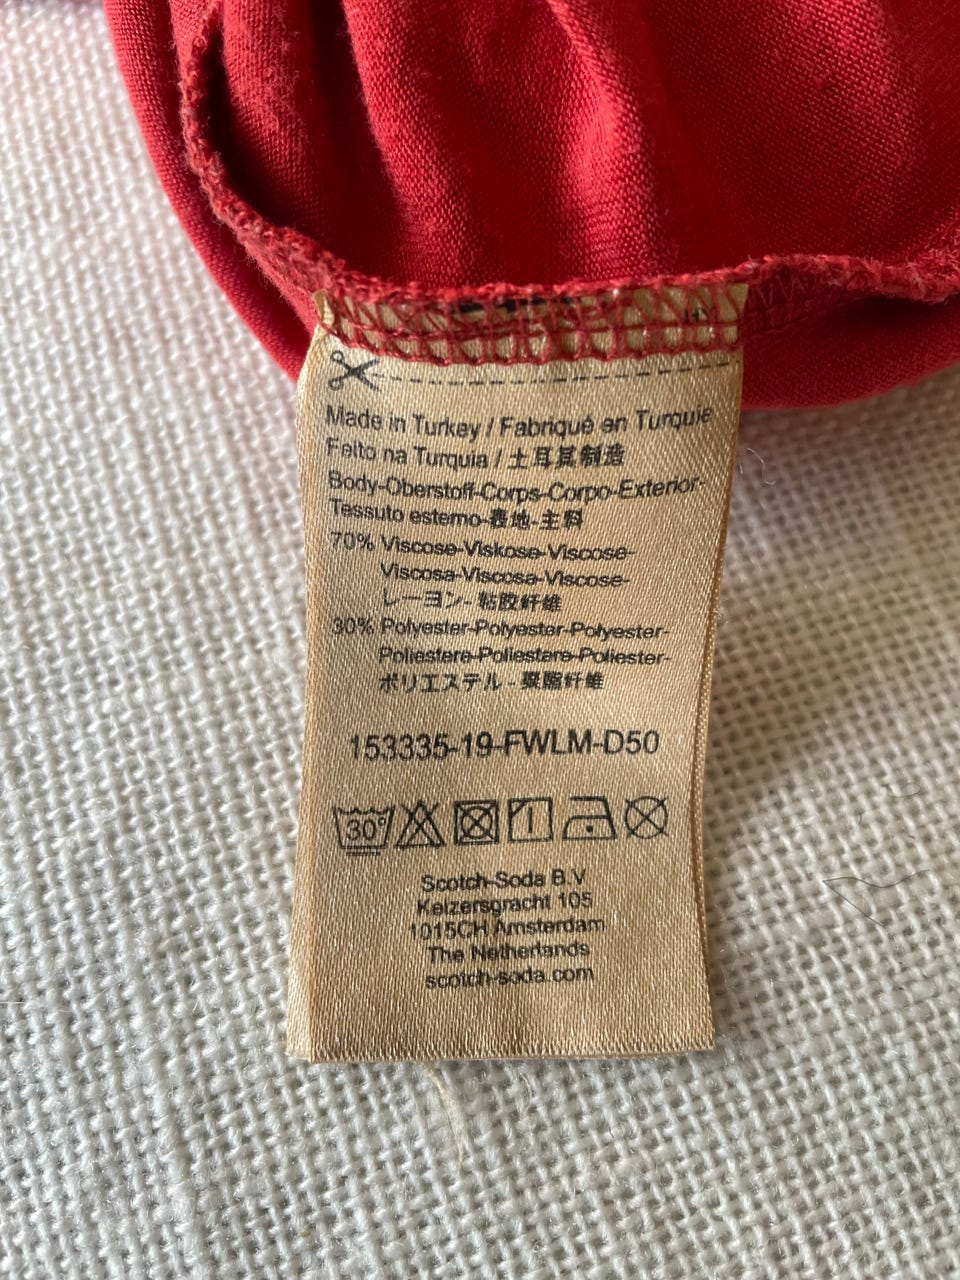 Made in Turkey / Fabriqué en Turquie
Feito na Turquia / 土耳其制造
Body-Oberstoff-Corps-Corpo-Exterior-
Tessuto esterno-表地-主料
70% Viscose-Viskose-Viscose-
Viscosa-Viscosa-Viscose-
レーヨン-粘胶纤维
30% Polyester-Polyester-Polyester-
Poliestere-Poliestere-Poliester-
ポリエステル-聚酯纤维
153335-19-FWLM-D50
30°
Scotch-Soda B.V
Keizersgracht 105
1015CH Amsterdam
The Netherlands
scotch-soda.com